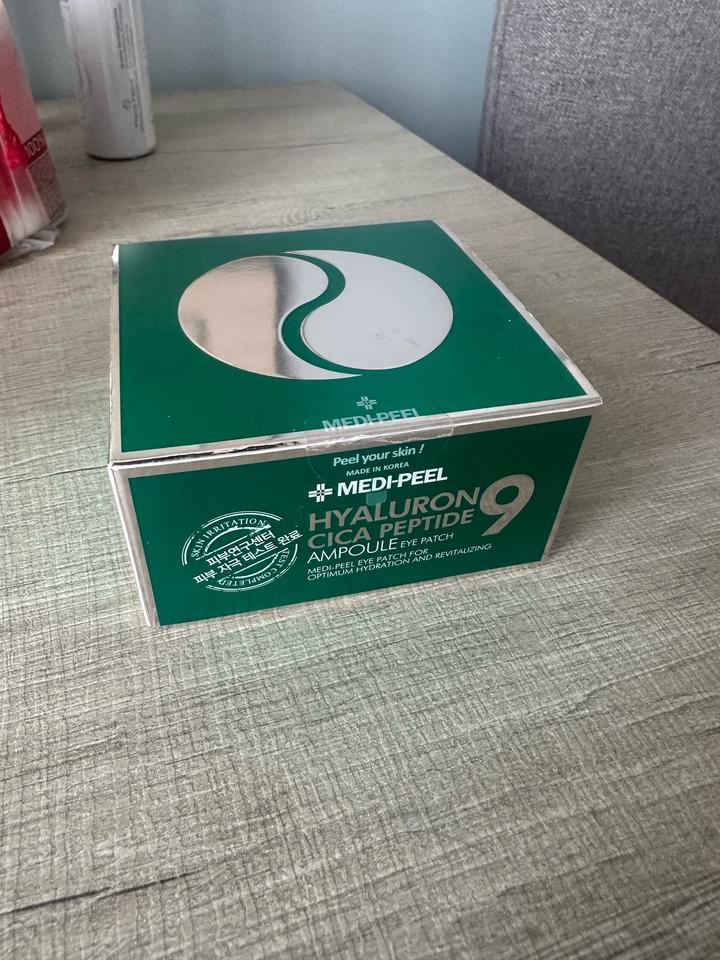 MEDI-PEEL
Peel your skin !
MADE IN KOREA
MEDI-PEEL
HYALURON
CICA PEPTIDE 9
AMPOULE EYE PATCH
MEDI-PEEL EYE PATCH FOR
OPTIMUM HYDRATION AND REVITALIZING
SKIN IRRITATION
피부연구센터
피부 자극 테스트 완료
TEST COMPLETED